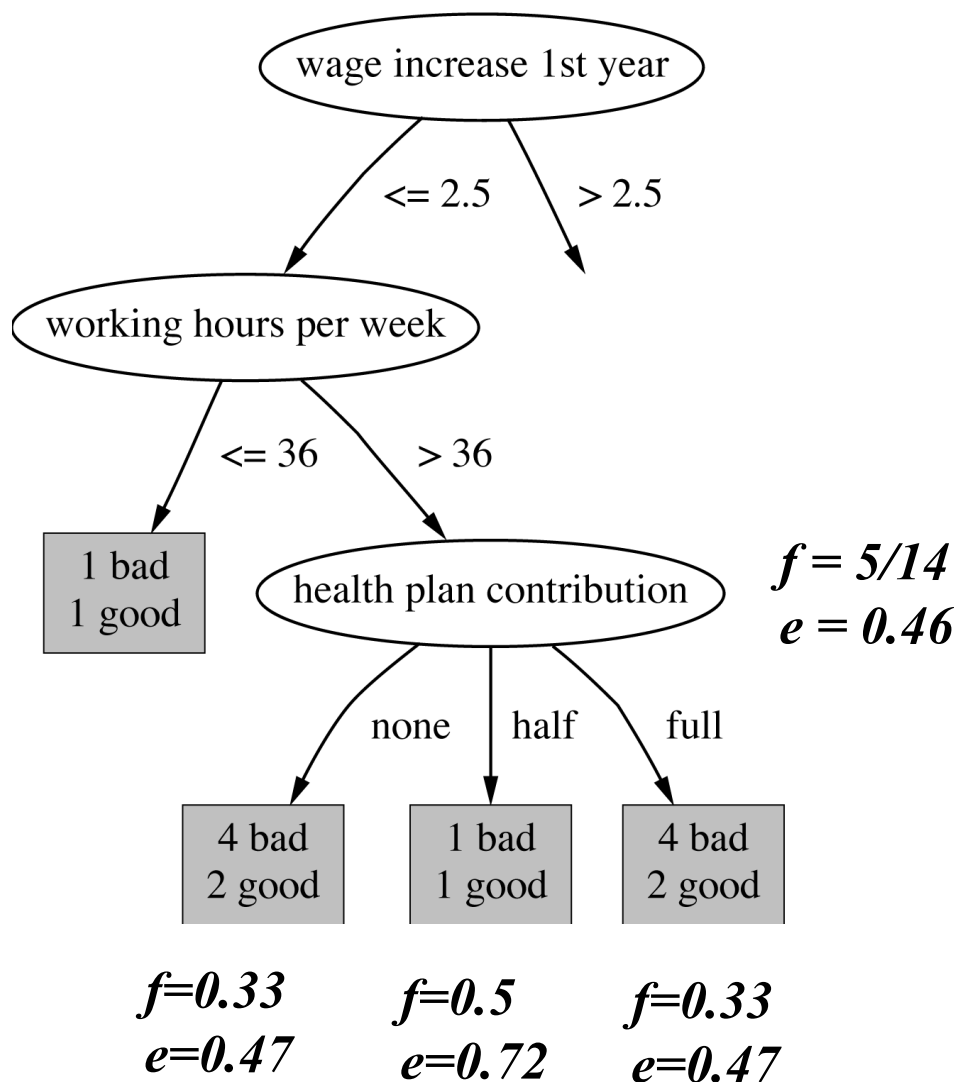 wage increase 1st year
<= 2.5
> 2.5
working hours per week
<= 36
> 36
1 bad
1 good
health plan contribution
f = 5/14
e = 0.46
none
half
full
4 bad
2 good
1 bad
1 good
4 bad
2 good
f=0.33
e=0.47
f=0.5
e=0.72
f=0.33
e=0.47